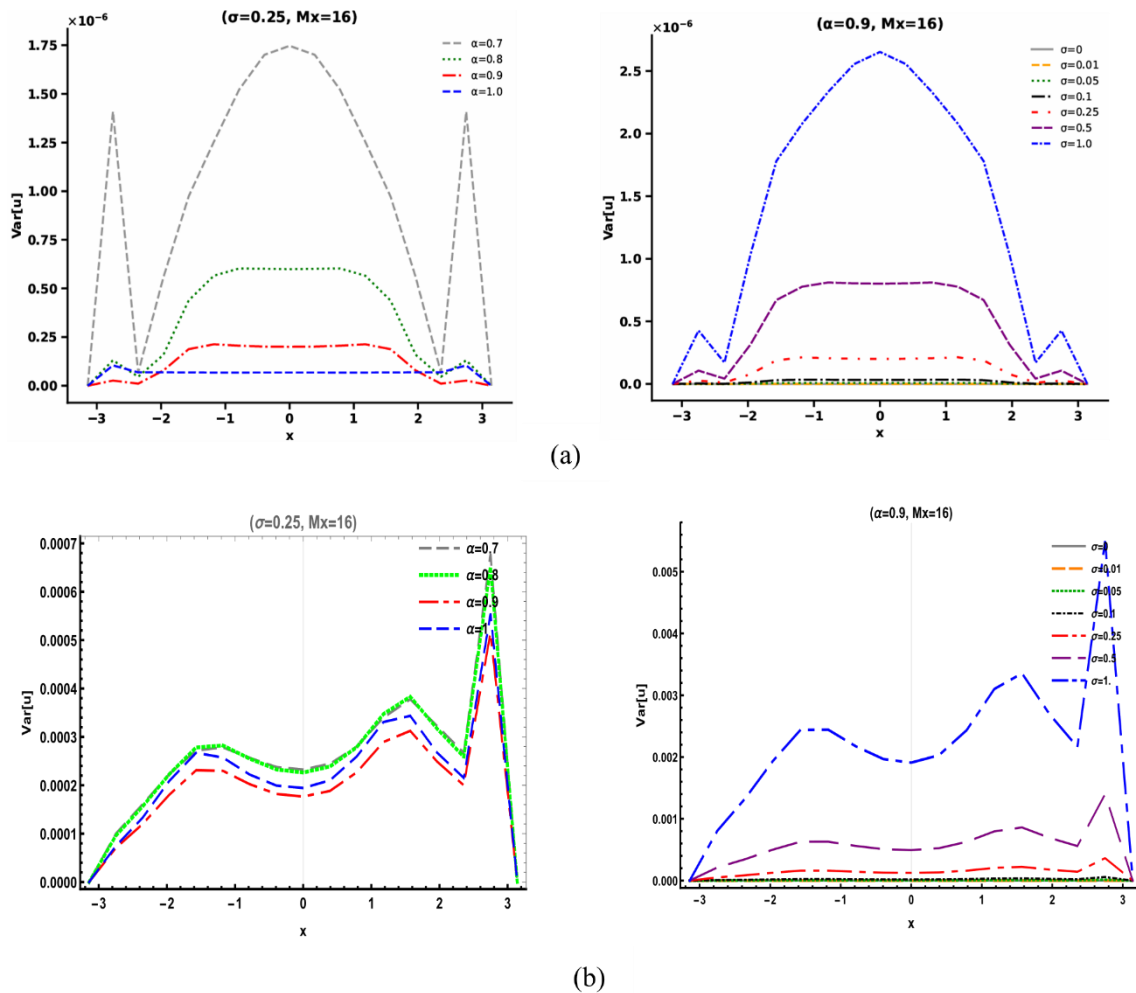 (σ=0.25, Mx=16)
×10⁻⁶
Var[u]
1.75
1.50
1.25
1.00
0.75
0.50
0.25
0.00
α=0.7
α=0.8
α=0.9
α=1.0
−3 −2 −1 0 1 2 3
x
(α=0.9, Mx=16)
×10⁻⁶
Var[u]
2.5
2.0
1.5
1.0
0.5
0.0
σ=0
σ=0.01
σ=0.05
σ=0.1
σ=0.25
σ=0.5
σ=1.0
−3 −2 −1 0 1 2 3
x
(a)
(σ=0.25, Mx=16)
Var[u]
0.0007
0.0006
0.0005
0.0004
0.0003
0.0002
0.0001
0.0000
α=0.7
α=0.8
α=0.9
α=1
−3 −2 −1 0 1 2 3
x
(α=0.9, Mx=16)
Var[u]
0.005
0.004
0.003
0.002
0.001
0.000
σ=0
σ=0.01
σ=0.05
σ=0.1
σ=0.25
σ=0.5
σ=1.
−3 −2 −1 0 1 2 3
x
(b)